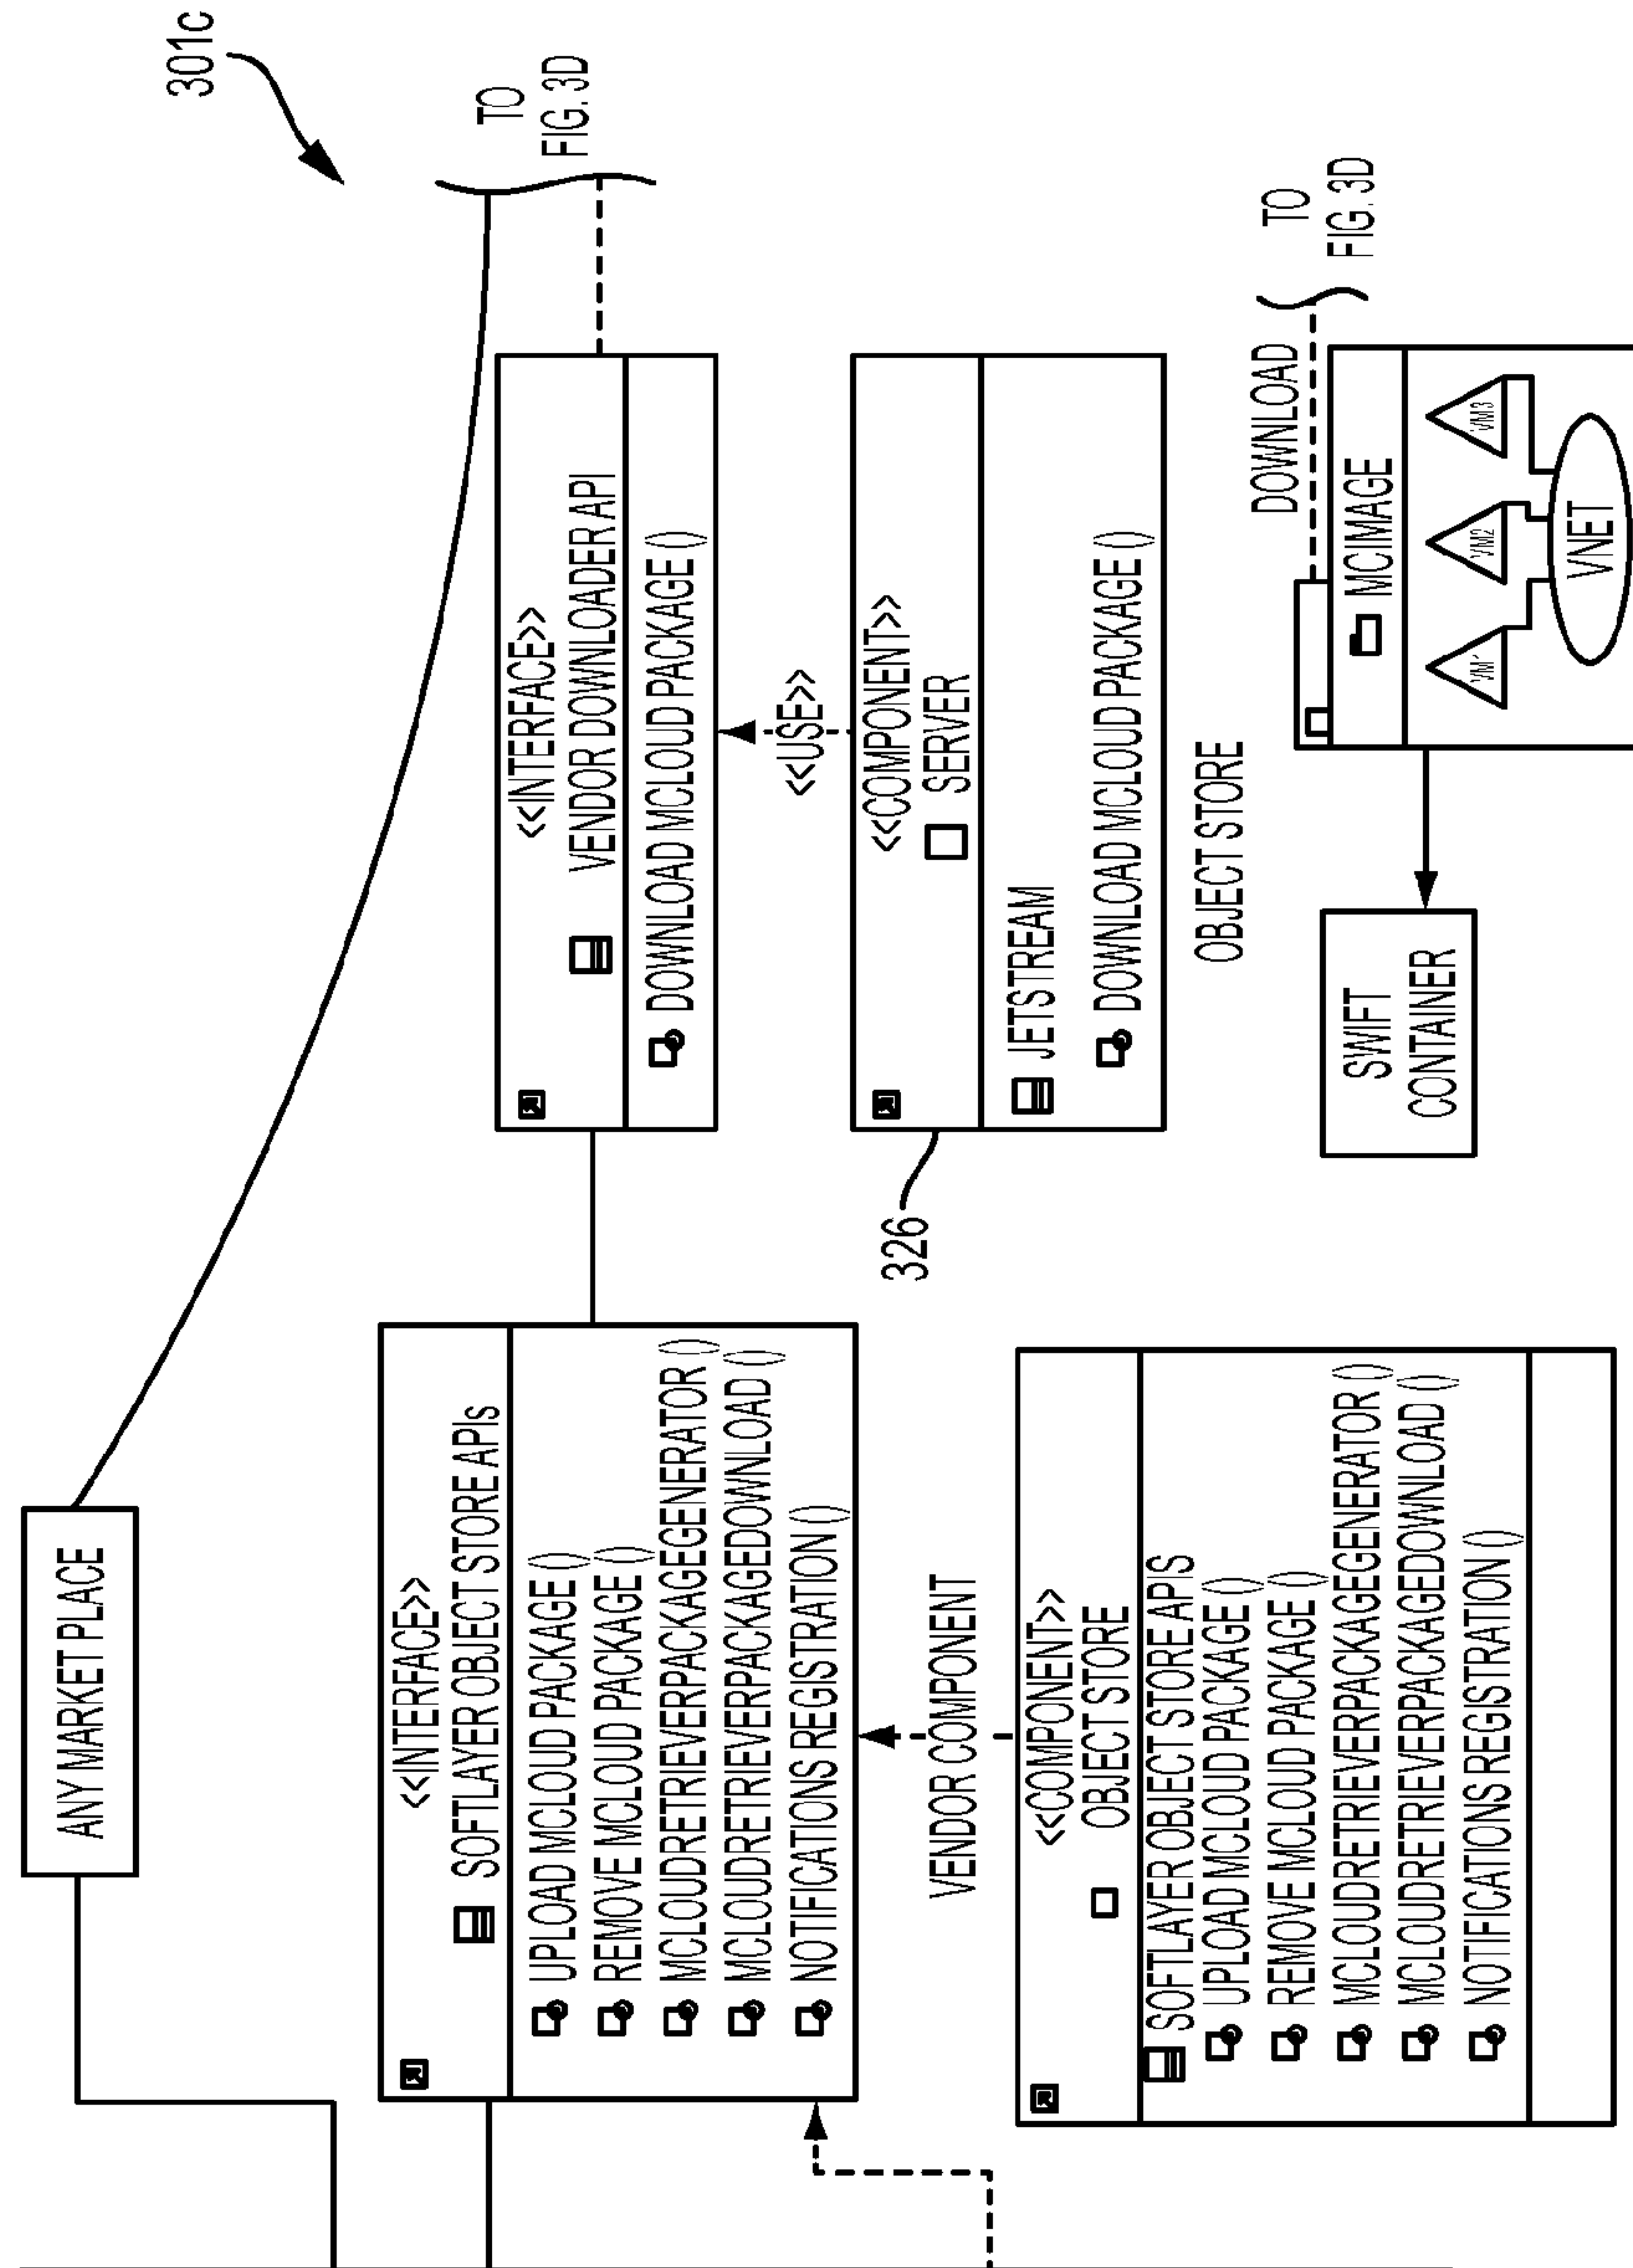 301c
ANY MARKET PLACE
TO
FIG. 3D
<<INTERFACE>>
SOFTLAYER OBJECT STORE APIs
UPLOAD MCLOUD PACKAGE ()
REMOVE MCLOUD PACKAGE ()
MCLOUDRETRIEVERPACKAGEGENERATOR ()
MCLOUDRETRIEVERPACKAGEDOWNLOAD ()
NOTIFICATIONS REGISTRATION ()
<<INTERFACE>>
VENDOR DOWNLOADER API
DOWNLOAD MCLOUD PACKAGE ()
<<USE>>
VENDOR COMPONENT
326
<<COMPONENT>>
SERVER
JETSTREAM
DOWNLOAD MCLOUD PACKAGE ()
<<COMPONENT>>
OBJECT STORE
SOFTLAYER OBJECT STORE APIS
UPLOAD MCLOUD PACKAGE ()
REMOVE MCLOUD PACKAGE ()
MCLOUDRETRIEVERPACKAGEGENERATOR ()
MCLOUDRETRIEVERPACKAGEDOWNLOAD ()
NOTIFICATIONS REGISTRATION ()
OBJECT STORE
SWIFT
CONTAINER
DOWNLOAD
TO
FIG. 3D
MCIMAGE
VM1
VM2
VM3
VNET